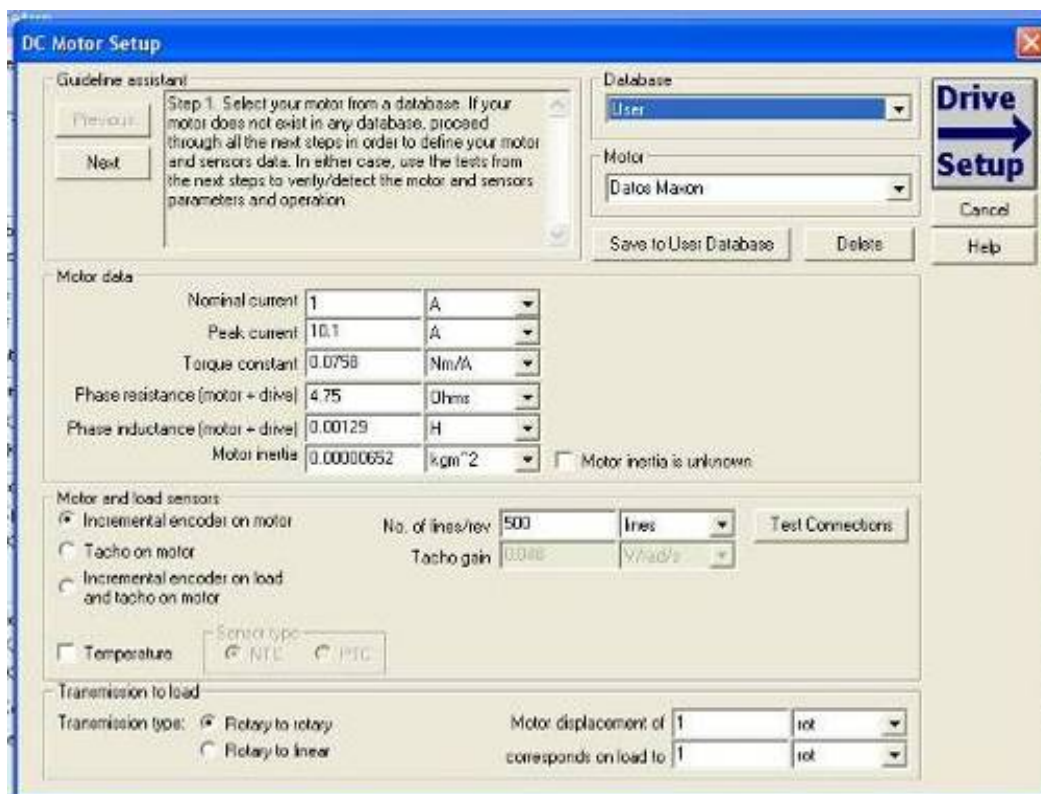 DC Motor Setup
Guideline assistant
Previous
Next
Step 1. Select your motor from a database. If your
motor does not exist in any database, proceed
through all the next steps in order to define your motor
and sensors data. In either case, use the tests from
the next steps to verify/detect the motor and sensors
parameters and operation
Database
User
Motor
Datos Maxon
Save to User Database
Delete
Drive
Setup
Cancel
Help
Motor data
Nominal current 1 A
Peak current 10.1 A
Torque constant 0.0758 Nm/A
Phase resistance (motor + drive) 4.75 Ohms
Phase inductance (motor + drive) 0.00129 H
Motor inertia 0.00000652 kgm^2 Motor inertia is unknown
Motor and load sensors
Incremental encoder on motor
Tacho on motor
Incremental encoder on load
and tacho on motor
No. of lines/rev 500 lines
Test Connections
Tacho gain 0.046 V/rad/s
Temperature
Sensor type
NTC PTC
Transmission to load
Transmission type: Rotary to rotary
Rotary to linear
Motor displacement of 1 rot
corresponds on load to 1 rot